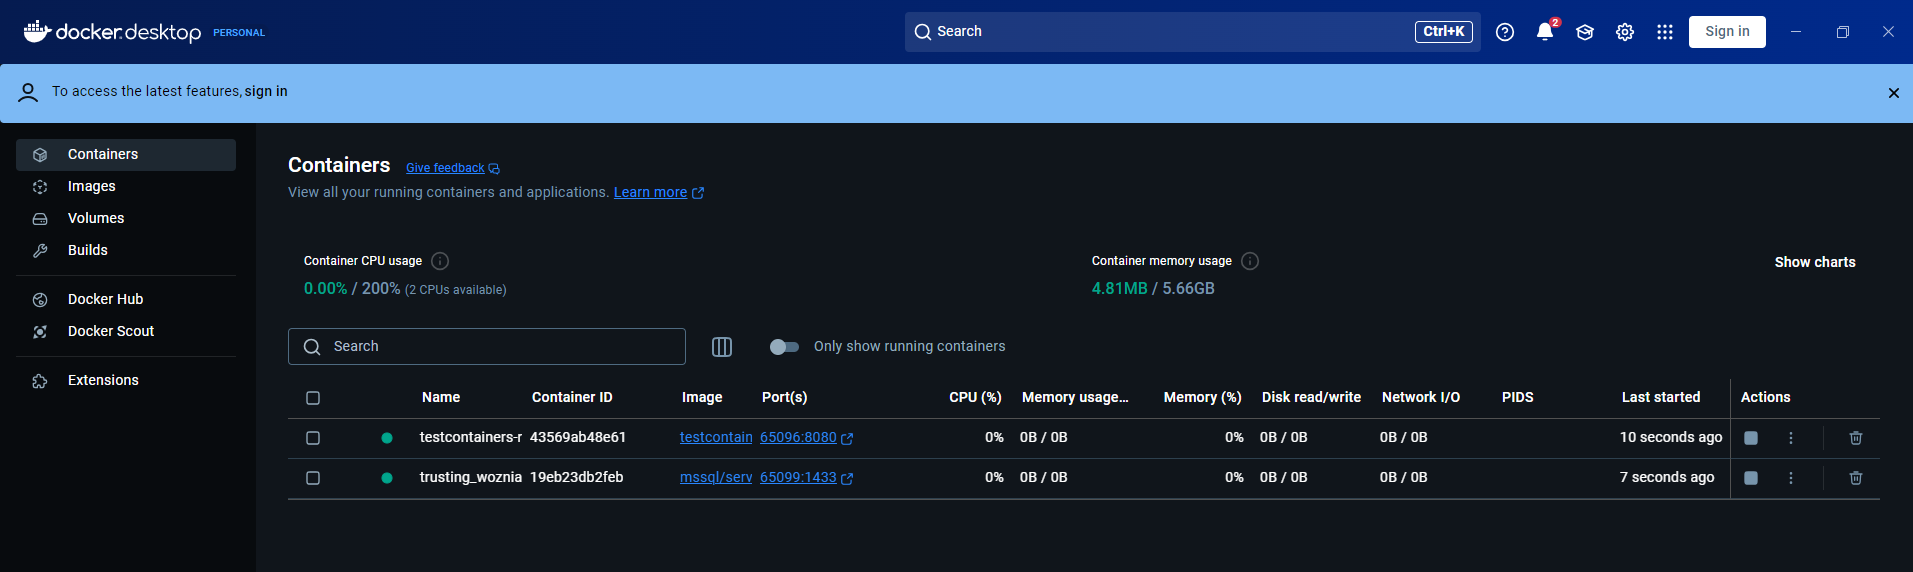 docker.desktop PERSONAL Search Ctrl+K 2 Sign in
To access the latest features, sign in
Containers
Images
Volumes
Builds
Docker Hub
Docker Scout
Extensions
Containers Give feedback
View all your running containers and applications. Learn more
Container CPU usage
0.00% / 200% (2 CPUs available)
Container memory usage
4.81MB / 5.66GB
Show charts
Search Only show running containers
Name Container ID Image Port(s) CPU (%) Memory usage... Memory (%) Disk read/write Network I/O PIDS Last started Actions
testcontainers-r 43569ab48e61 testcontain 65096:8080 0% 0B / 0B 0% 0B / 0B 0B / 0B 10 seconds ago
trusting_woznia 19eb23db2feb mssql/serv 65099:1433 0% 0B / 0B 0% 0B / 0B 0B / 0B 7 seconds ago